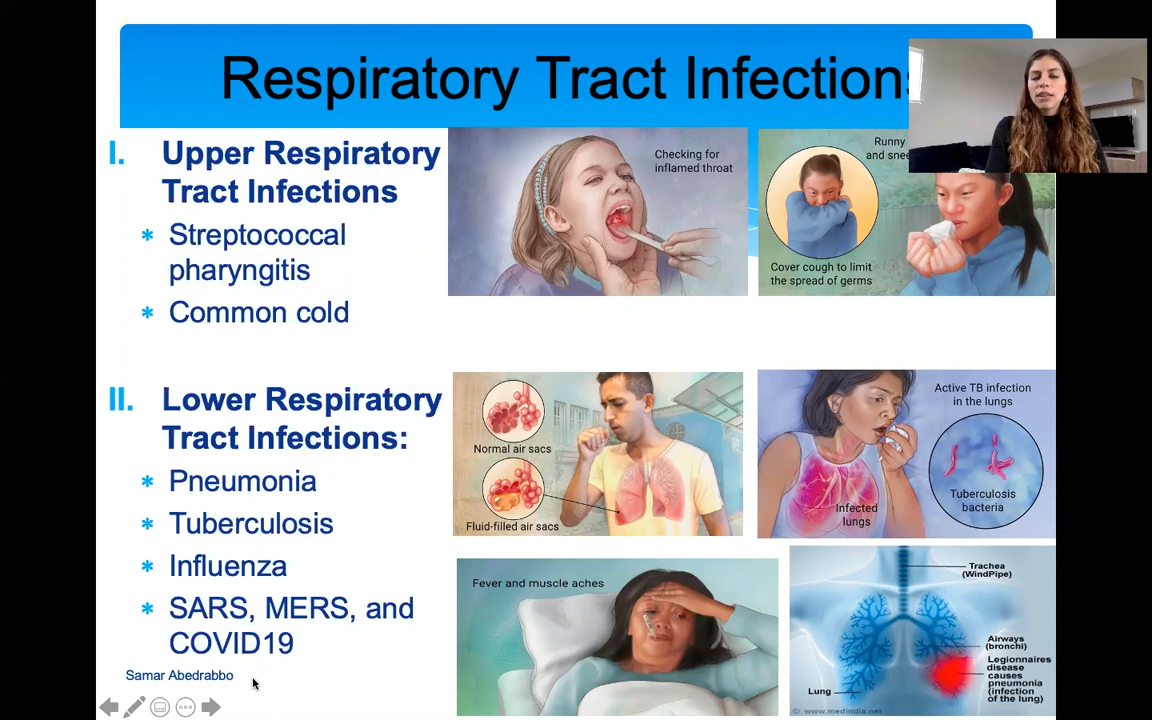 Respiratory Tract Infections
I. Upper Respiratory
Tract Infections
* Streptococcal
pharyngitis
* Common cold
Checking for
inflamed throat
Runny
and snee
Cover cough to limit
the spread of germs
II. Lower Respiratory
Tract Infections:
* Pneumonia
* Tuberculosis
* Influenza
* SARS, MERS, and
COVID19
Samar Abedrabbo
Normal air sacs
Fluid-filled air sacs
Active TB infection
in the lungs
Infected
lungs
Tuberculosis
bacteria
Fever and muscle aches
Trachea
(WindPipe)
Airways
(bronchi)
Legionnaires
disease
causes
pneumonia
(infection
of the lung)
Lung
© www.medindia.net